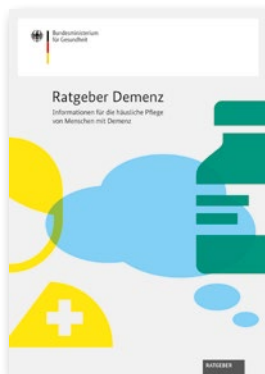 Bundesministerium
für Gesundheit
Ratgeber Demenz
Informationen für die häusliche Pflege
von Menschen mit Demenz
RATGEBER